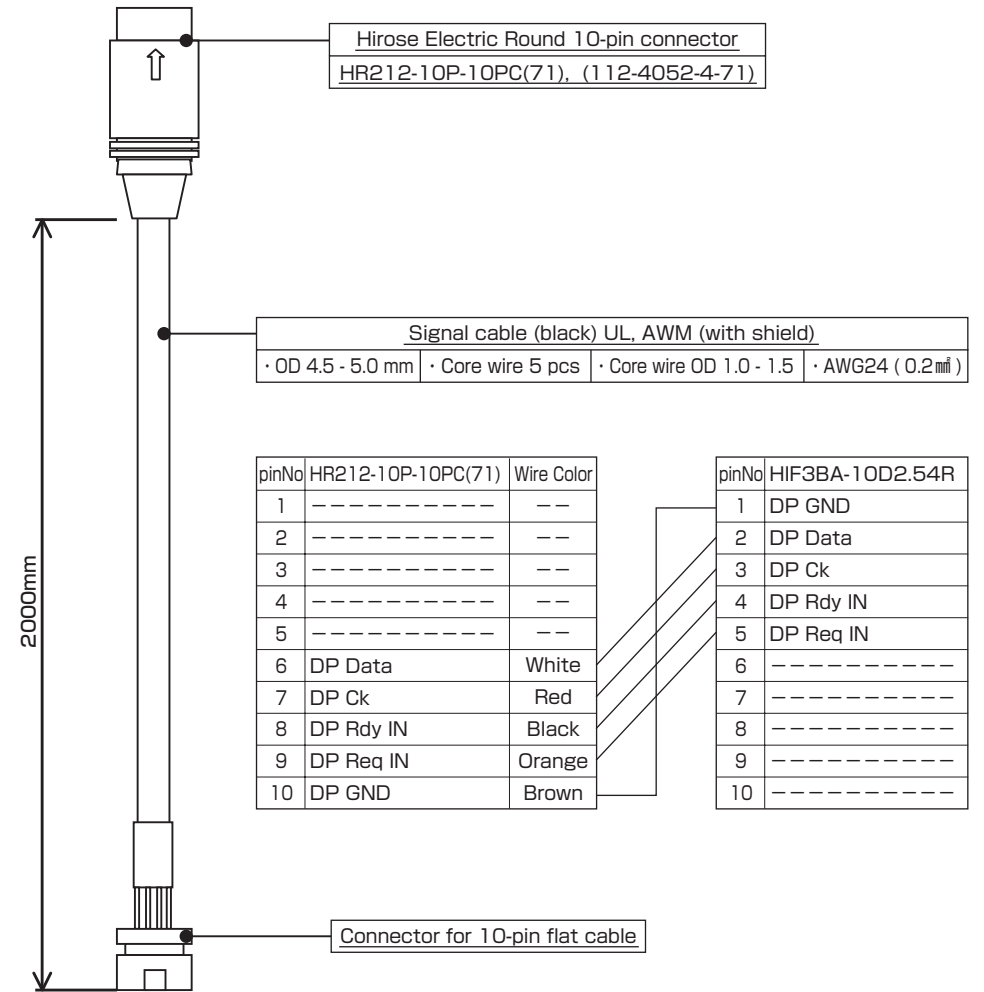 Hirose Electric Round 10-pin connector
HR212-10P-10PC(71), (112-4052-4-71)
Signal cable (black) UL, AWM (with shield)
・OD 4.5 - 5.0 mm ・Core wire 5 pcs ・Core wire OD 1.0 - 1.5 ・AWG24 ( 0.2㎟ )
2000mm
pinNo HR212-10P-10PC(71) Wire Color
1 −−−−−−−−−− −−
2 −−−−−−−−−− −−
3 −−−−−−−−−− −−
4 −−−−−−−−−− −−
5 −−−−−−−−−− −−
6 DP Data White
7 DP Ck Red
8 DP Rdy IN Black
9 DP Req IN Orange
10 DP GND Brown
pinNo HIF3BA-10D2.54R
1 DP GND
2 DP Data
3 DP Ck
4 DP Rdy IN
5 DP Req IN
6 −−−−−−−−−−
7 −−−−−−−−−−
8 −−−−−−−−−−
9 −−−−−−−−−−
10 −−−−−−−−−−
Connector for 10-pin flat cable